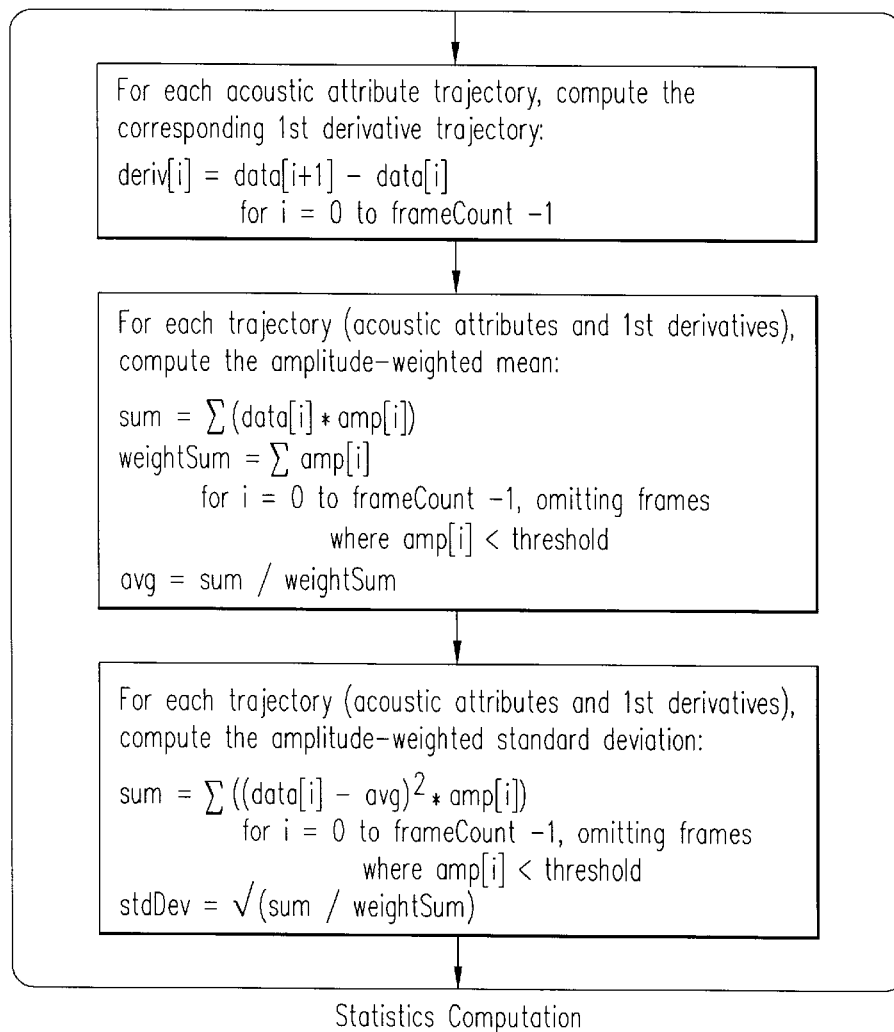 For each acoustic attribute trajectory, compute the
corresponding 1st derivative trajectory:
deriv[i] = data[i+1] - data[i]
for i = 0 to frameCount -1
For each trajectory (acoustic attributes and 1st derivatives),
compute the amplitude-weighted mean:
sum = ∑(data[i] * amp[i])
weightSum = ∑ amp[i]
for i = 0 to frameCount -1, omitting frames
where amp[i] < threshold
avg = sum / weightSum
For each trajectory (acoustic attributes and 1st derivatives),
compute the amplitude-weighted standard deviation:
sum = ∑((data[i] - avg)² * amp[i])
for i = 0 to frameCount -1, omitting frames
where amp[i] < threshold
stdDev = √(sum / weightSum)
Statistics Computation